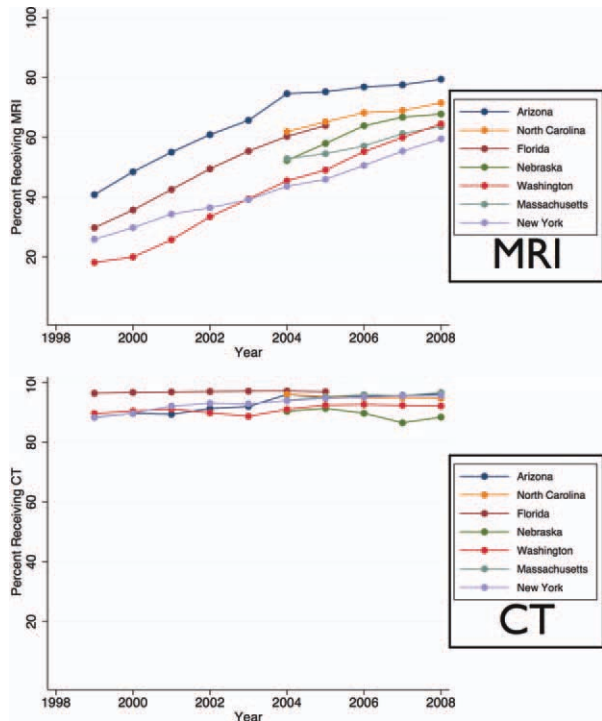 100
80
60
40
20
Percent Receiving MRI
1998 2000 2002 2004 2006 2008
Year
Arizona
North Carolina
Florida
Nebraska
Washington
Massachusetts
New York
MRI
100
80
60
40
20
Percent Receiving CT
1998 2000 2002 2004 2006 2008
Year
Arizona
North Carolina
Florida
Nebraska
Washington
Massachusetts
New York
CT